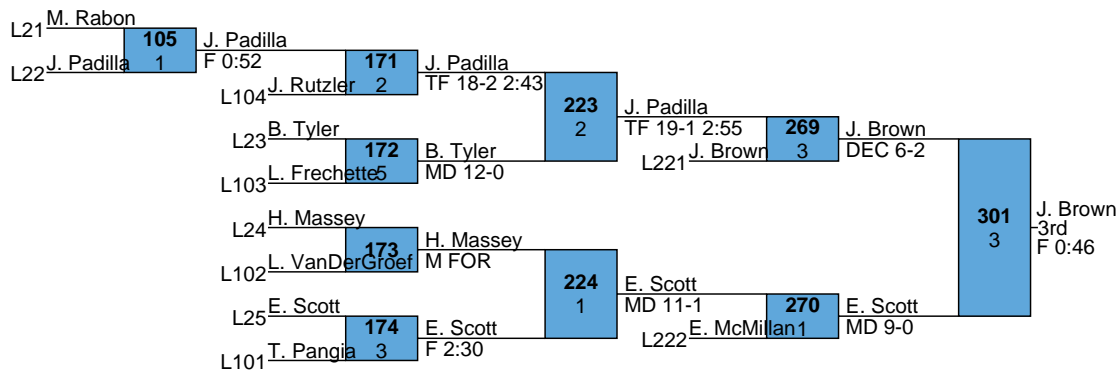 L21 M. Rabon
105
1
L22 J. Padilla
J. Padilla
F 0:52
171
2
L104 J. Rutzler
J. Padilla
TF 18-2 2:43
223
2
L23 B. Tyler
172
5
L103 L. Frechette
B. Tyler
MD 12-0
J. Padilla
TF 19-1 2:55
269
3
L221 J. Brown
J. Brown
DEC 6-2
L24 H. Massey
173
L102 L. VanDerGroef
H. Massey
M FOR
224
1
L25 E. Scott
174
3
L101 T. Pangia
E. Scott
F 2:30
E. Scott
MD 11-1
270
1
L222 E. McMillan
E. Scott
MD 9-0
301
3
J. Brown
3rd
F 0:46